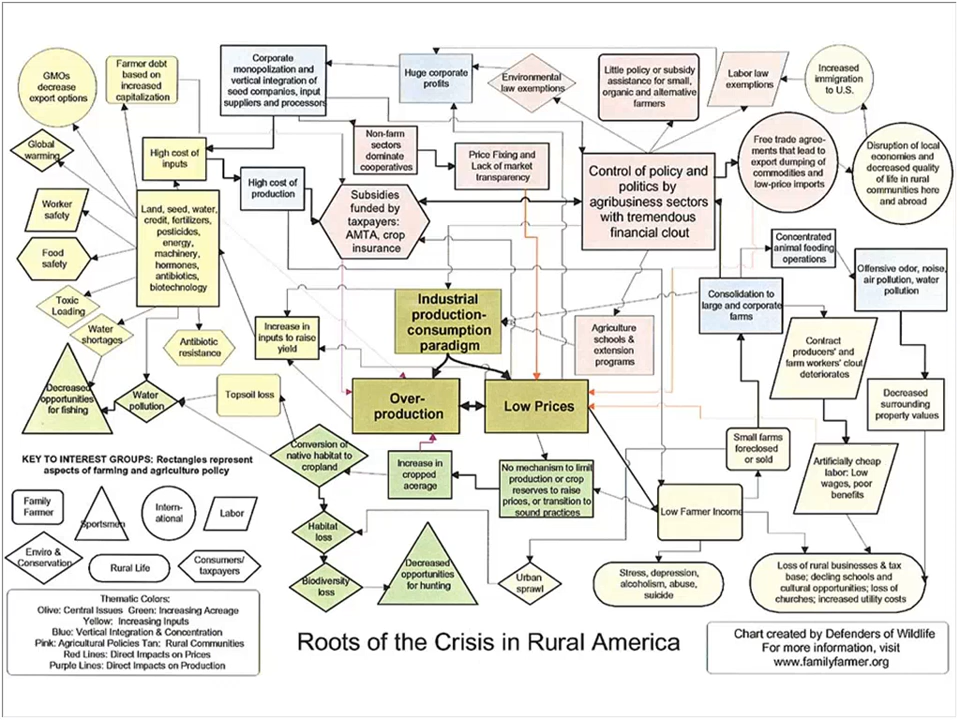 GMOs
decrease
export options
Farmer debt
based on
increased
capitalization
Corporate
monopolization and
vertical integration of
seed companies, input
suppliers and processors
Huge corporate
profits
Environmental
law exemptions
Little policy or subsidy
assistance for small,
organic and alternative
farmers
Labor law
exemptions
Increased
immigration
to U.S.
Global
warming
High cost of
inputs
High cost of
production
Non-farm
sectors
dominate
cooperatives
Price Fixing and
Lack of market
transparency
Control of policy and
politics by
agribusiness sectors
with tremendous
financial clout
Free trade agree-
ments that lead to
export dumping of
commodities and
low-price imports
Disruption of local
economies and
decreased quality
of life in rural
communities here
and abroad
Worker
safety
Land, seed, water,
credit, fertilizers,
pesticides,
energy,
machinery,
hormones,
antibiotics,
biotechnology
Subsidies
funded by
taxpayers:
AMTA, crop
insurance
Food
safety
Concentrated
animal feeding
operations
Offensive odor, noise,
air pollution, water
pollution
Toxic
Loading
Water
shortages
Antibiotic
resistance
Increase in
inputs to raise
yield
Industrial
production-
consumption
paradigm
Agriculture
schools &
extension
programs
Consolidation to
large and corporate
farms
Contract
producers' and
farm workers' clout
deteriorates
Decreased
opportunities
for fishing
Water
pollution
Topsoil loss
Over-
production
Low Prices
Decreased
surrounding
property values
Conversion of
native habitat to
cropland
Increase in
cropped
acerage
No mechanism to limit
production or crop
reserves to raise
prices, or transition to
sound practices
Small farms
foreclosed
or sold
Artificially cheap
labor: Low
wages, poor
benefits
Low Farmer Income
Habitat
loss
Biodiversity
loss
Decreased
opportunities
for hunting
Urban
sprawl
Stress, depression,
alcoholism, abuse,
suicide
Loss of rural businesses & tax
base; decling schools and
cultural opportunities; loss of
churches; increased utility costs
KEY TO INTEREST GROUPS: Rectangles represent
aspects of farming and agriculture policy
Family
Farmer
Sportsmen
Intern-
ational
Labor
Enviro &
Conservation
Rural Life
Consumers/
taxpayers
Thematic Colors:
Olive: Central Issues Green: Increasing Acreage
Yellow: Increasing Inputs
Blue: Vertical Integration & Concentration
Pink: Agricultural Policies Tan: Rural Communities
Red Lines: Direct Impacts on Prices
Purple Lines: Direct Impacts on Production
Roots of the Crisis in Rural America
Chart created by Defenders of Wildlife
For more information, visit
www.familyfarmer.org